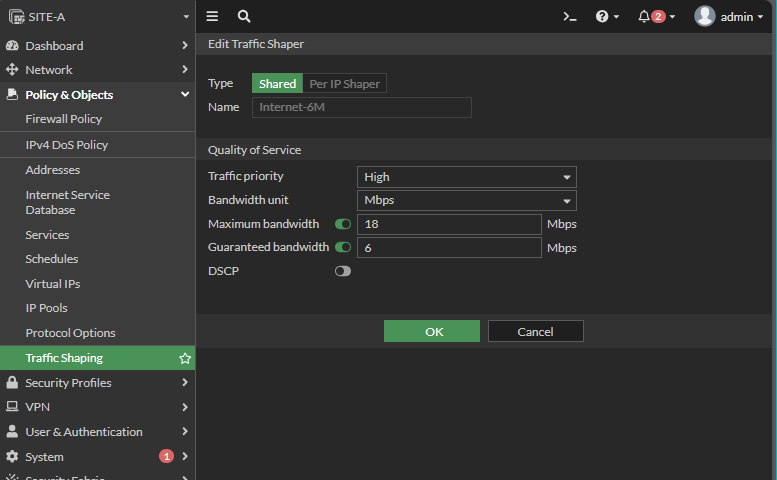 SITE-A
2
admin
Dashboard
Network
Policy & Objects
Firewall Policy
IPv4 DoS Policy
Addresses
Internet Service
Database
Services
Schedules
Virtual IPs
IP Pools
Protocol Options
Traffic Shaping
Security Profiles
VPN
User & Authentication
System
1
Security Fabric
Edit Traffic Shaper
Type
Shared
Per IP Shaper
Name
Internet-6M
Quality of Service
Traffic priority
High
Bandwidth unit
Mbps
Maximum bandwidth
18
Mbps
Guaranteed bandwidth
6
Mbps
DSCP
OK
Cancel